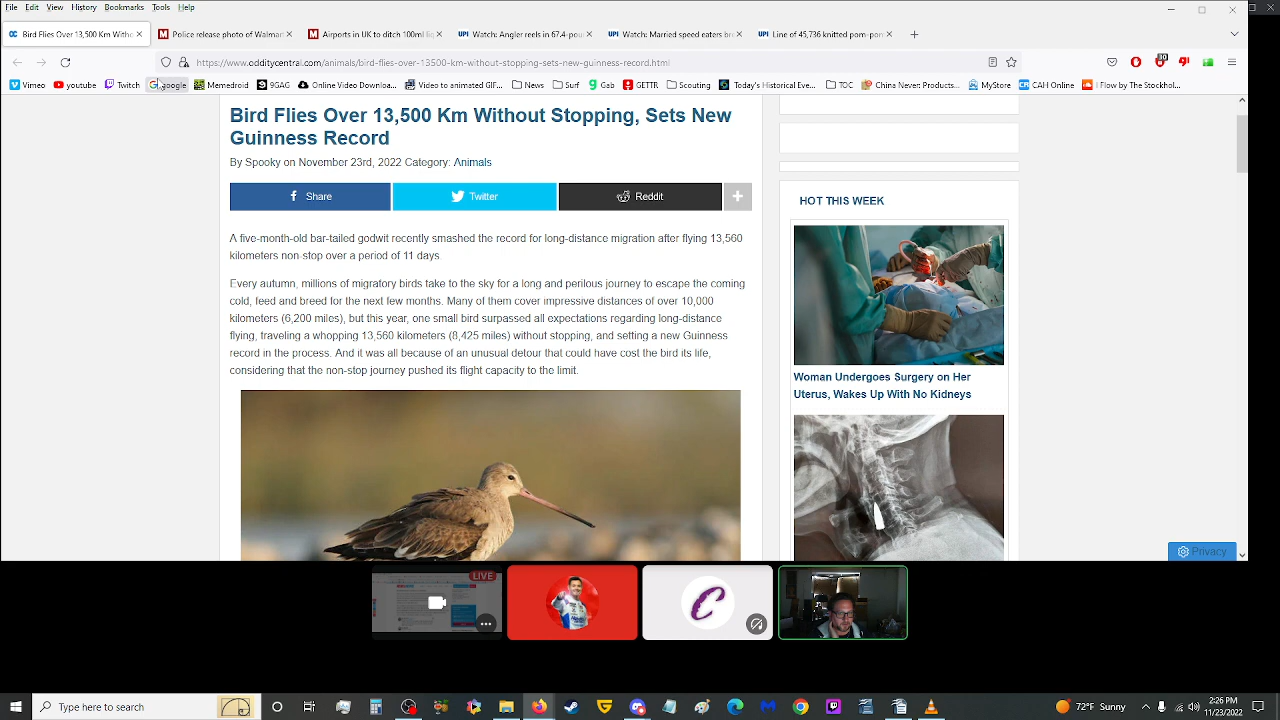 File Edit View History Bookmarks Tools Help
Bird Flies Over 13,500 Km Witho
Police release photo of Walmar
Airports in UK to ditch 100ml lic
Watch: Angler reels in 67.4-pou
Watch: Married speed eaters br
Line of 45,736 knitted pom-pon
https://www.odditycentral.com/animals/bird-flies-over-13500-km-without-stopping-sets-new-guinness-record.html
Vimeo youtube Twitch Google Memedroid 9GAG Online Video Down... Video to animated GI... News Surf Gab GETTR Scouting Today's Historical Eve... TOC China Never: Products... MyStore CAH Online I Flow by The Stockhol...
Bird Flies Over 13,500 Km Without Stopping, Sets New
Guinness Record
By Spooky on November 23rd, 2022 Category: Animals
Share
Twitter
Reddit
A five-month-old bar-tailed godwit recently smashed the record for long-distance migration after flying 13,560
kilometers non-stop over a period of 11 days.
Every autumn, millions of migratory birds take to the sky for a long and perilous journey to escape the coming
cold, feed and breed for the next few months. Many of them cover impressive distances of over 10,000
kilometers (6,200 miles), but this year, one small bird surpassed all expectations regarding long-distance
flying, traveling a whopping 13,560 kilometers (8,425 miles) without stopping, and setting a new Guinness
record in the process. And it was all because of an unusual detour that could have cost the bird its life,
considering that the non-stop journey pushed its flight capacity to the limit.
HOT THIS WEEK
Woman Undergoes Surgery on Her
Uterus, Wakes Up With No Kidneys
Privacy
LIVE
C
Type here to search
72°F Sunny
2:26 PM
11/23/2022